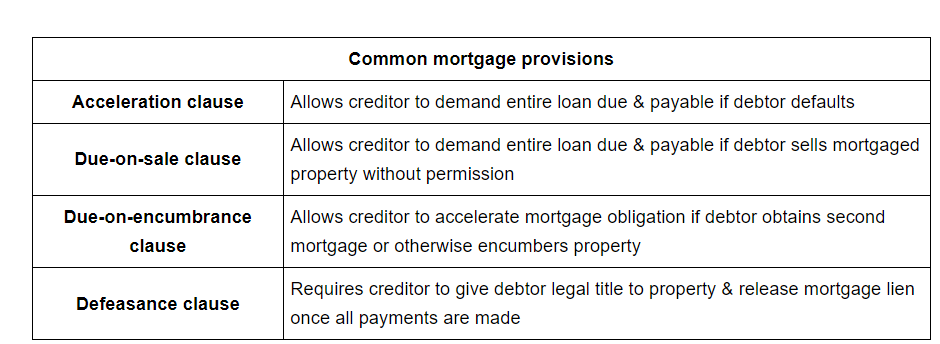 Common mortgage provisions
Acceleration clause
Allows creditor to demand entire loan due & payable if debtor defaults
Due-on-sale clause
Allows creditor to demand entire loan due & payable if debtor sells mortgaged
property without permission
Due-on-encumbrance
clause
Allows creditor to accelerate mortgage obligation if debtor obtains second
mortgage or otherwise encumbers property
Defeasance clause
Requires creditor to give debtor legal title to property & release mortgage lien
once all payments are made